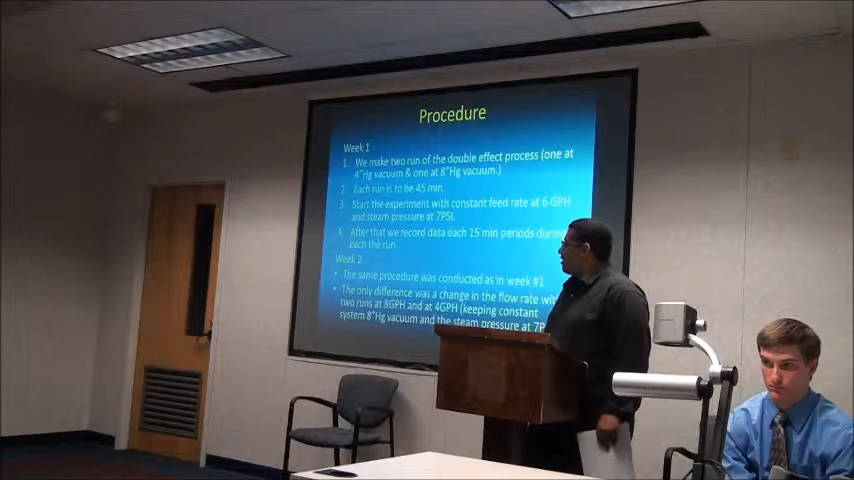 Procedure
Week 1
1. We make two run of the double effect process (one at
4"Hg vacuum & one at 8"Hg vacuum.)
2. Each run is to be 45 min.
3. Start the experiment with constant feed rate at 6 GPH
and steam pressure at 7PSI.
4. After that we record data each 15 min periods during
each the run.
Week 2
• The same procedure was conducted as in week #1
• The only difference was a change in the flow rate with
two runs at 8GPH and at 4GPH (keeping constant
system 8"Hg vacuum and the steam pressure at 7P